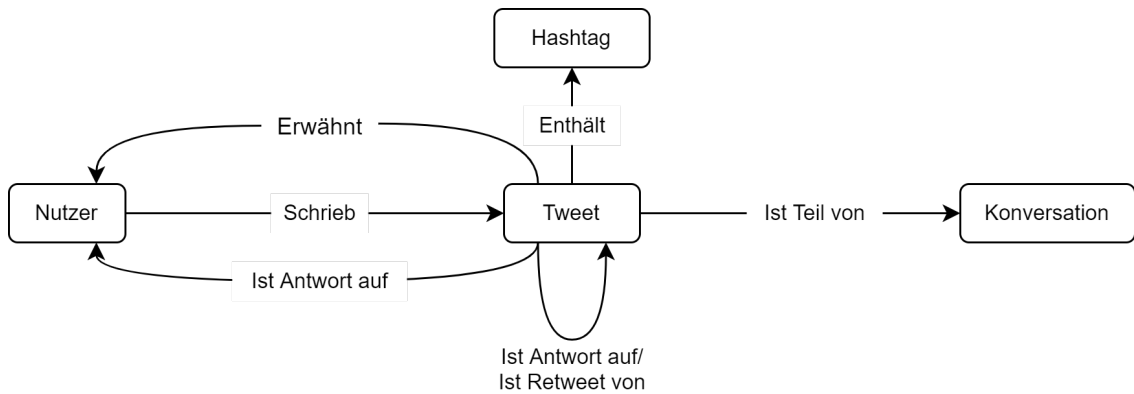 Hashtag
Erwähnt
Enthält
Nutzer
Schrieb
Tweet
Ist Teil von
Konversation
Ist Antwort auf
Ist Antwort auf/
Ist Retweet von